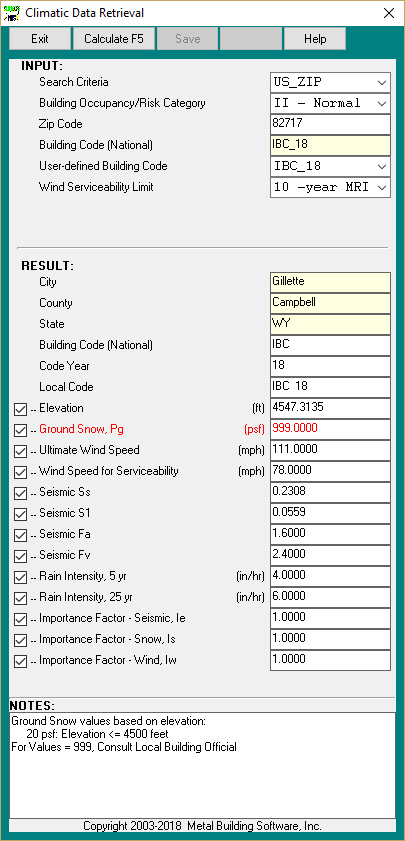 Climatic Data Retrieval
Exit Calculate F5 Save Help
INPUT:
Search Criteria US_ZIP
Building Occupancy/Risk Category II - Normal
Zip Code 82717
Building Code (National) IBC_18
User-defined Building Code IBC_18
Wind Serviceability Limit 10 -year MRI
RESULT:
City Gillette
County Campbell
State WY
Building Code (National) IBC
Code Year 18
Local Code IBC 18
-- Elevation (ft) 4547.3135
-- Ground Snow, Pg (psf) 999.0000
-- Ultimate Wind Speed (mph) 111.0000
-- Wind Speed for Serviceability (mph) 78.0000
-- Seismic Ss 0.2308
-- Seismic S1 0.0559
-- Seismic Fa 1.6000
-- Seismic Fv 2.4000
-- Rain Intensity, 5 yr (in/hr) 4.0000
-- Rain Intensity, 25 yr (in/hr) 6.0000
-- Importance Factor - Seismic, Ie 1.0000
-- Importance Factor - Snow, Is 1.0000
-- Importance Factor - Wind, Iw 1.0000
NOTES:
Ground Snow values based on elevation:
20 psf: Elevation <= 4500 feet
For Values = 999, Consult Local Building Official
Copyright 2003-2018 Metal Building Software, Inc.